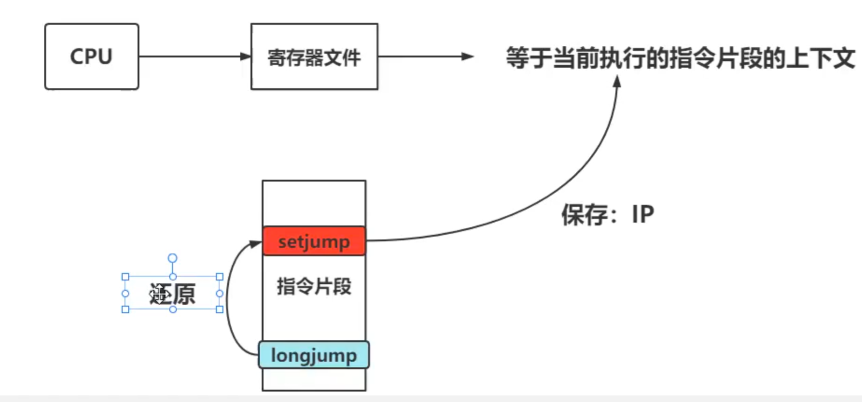 CPU
寄存器文件
等于当前执行的指令片段的上下文
保存：IP
setjump
还原
指令片段
longjump